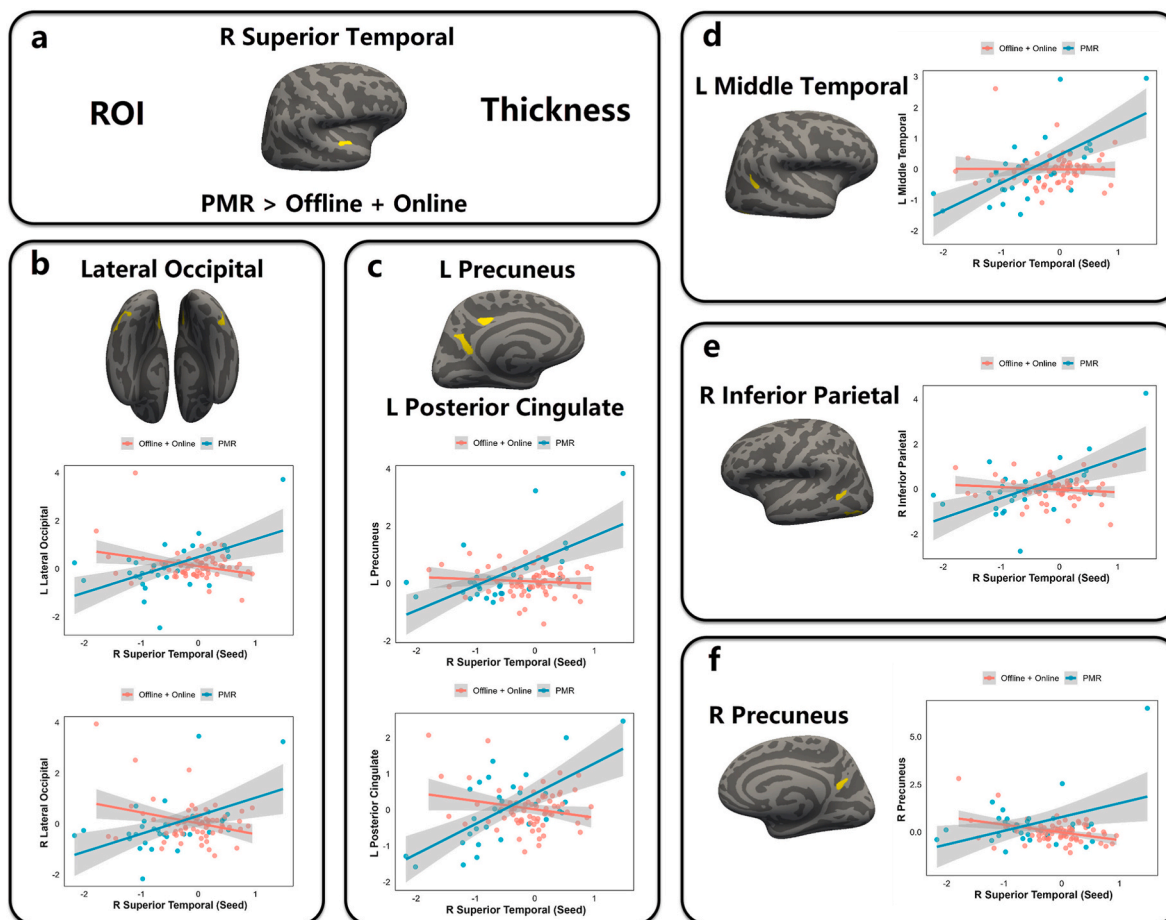 a
R Superior Temporal
ROI
Thickness
PMR > Offline + Online
b
Lateral Occipital
Offline + Online PMR
4
2
0
-2
L Lateral Occipital
-2 -1 0 1
R Superior Temporal (Seed)
Offline + Online PMR
4
2
0
-2
R Lateral Occipital
-2 -1 0 1
R Superior Temporal (Seed)
c
L Precuneus
L Posterior Cingulate
Offline + Online PMR
4
2
0
-2
L Precuneus
-2 -1 0 1
R Superior Temporal (Seed)
Offline + Online PMR
2
1
0
-1
-2
L Posterior Cingulate
-2 -1 0 1
R Superior Temporal (Seed)
d
L Middle Temporal
Offline + Online PMR
3
2
1
0
-1
-2
L Middle Temporal
-2 -1 0 1
R Superior Temporal (Seed)
e
R Inferior Parietal
Offline + Online PMR
4
2
0
-2
R Inferior Parietal
-2 -1 0 1
R Superior Temporal (Seed)
f
R Precuneus
Offline + Online PMR
5.0
2.5
0.0
R Precuneus
-2 -1 0 1
R Superior Temporal (Seed)